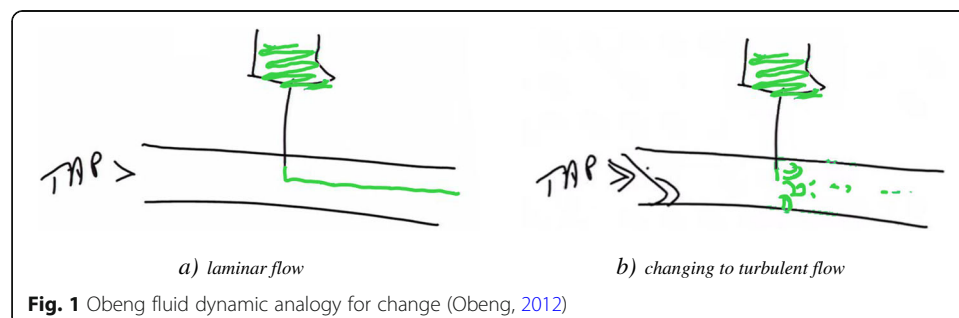 TAP >
TAP >>
a) laminar flow
b) changing to turbulent flow
Fig. 1 Obeng fluid dynamic analogy for change (Obeng, 2012)